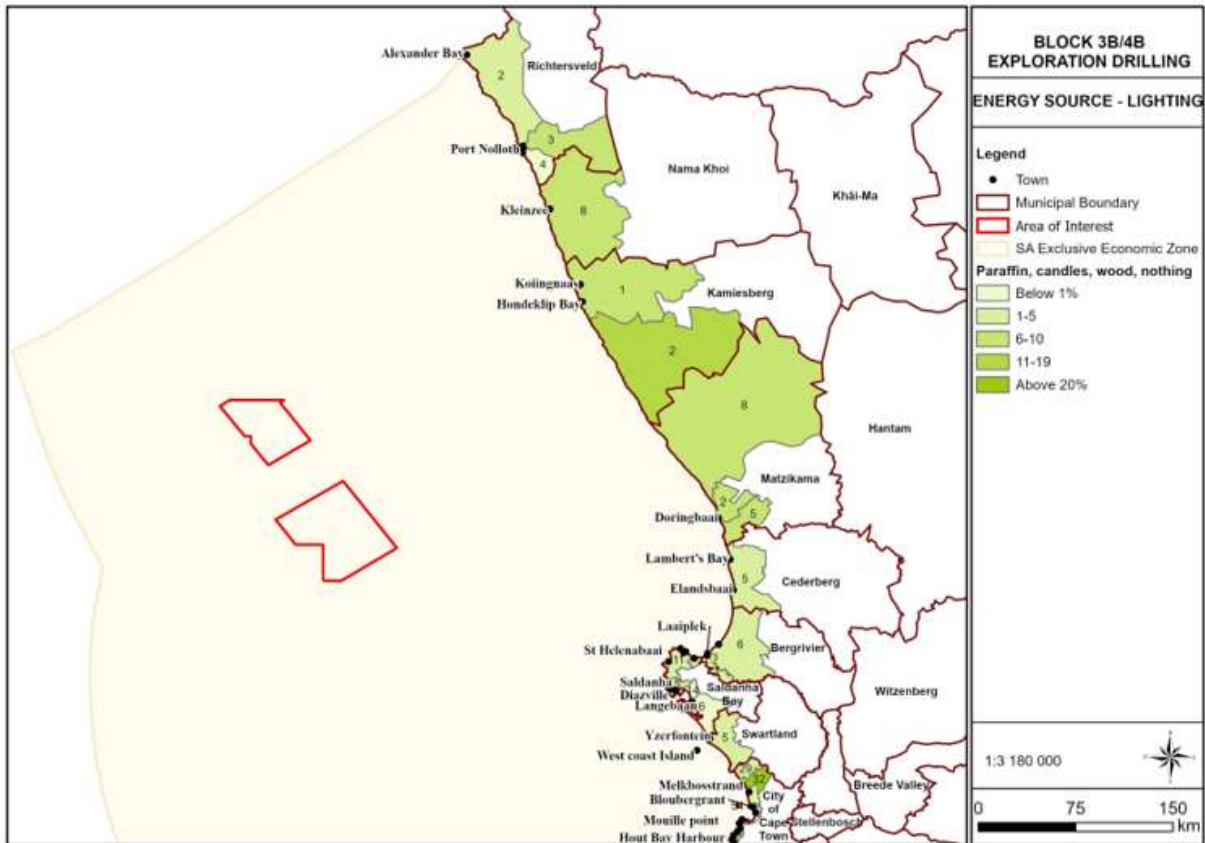 Alexander Bay
Richtersveld
2
3
Port Nolloth
4
Nama Khoi
Khâi-Ma
Kleinzee
8
Koiingnaas
1
Kamiesberg
Hondeklip Bay
2
8
Hantam
Matzikama
2
5
Doringbaai
Lambert's Bay
5
Cederberg
Elandsbaai
Laaiplek
6
Bergrivier
St Helenabaai
Saldanha
Diazville
Saldanha
Bay
Witzenberg
Langebaan
6
Yzerfontein
5
Swartland
West coast Island
32
Melkbosstrand
Breede Valley
Bloubergrant
City
of
Cape
Town
Stellenbosch
Mouille point
Hout Bay Harbour
BLOCK 3B/4B
EXPLORATION DRILLING
ENERGY SOURCE - LIGHTING
Legend
Town
Municipal Boundary
Area of Interest
SA Exclusive Economic Zone
Paraffin, candles, wood, nothing
Below 1%
1-5
6-10
11-19
Above 20%
1:3 180 000
0 75 150
km